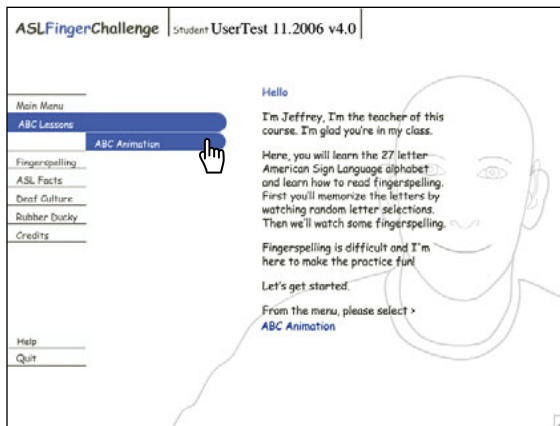 ASLFingerChallenge Student UserTest 11.2006 v4.0
Main Menu
ABC Lessons
ABC Animation
Fingerspelling
ASL Facts
Deaf Culture
Rubber Ducky
Credits
Help
Quit
Hello
I'm Jeffrey, I'm the teacher of this
course. I'm glad you're in my class.
Here, you will learn the 27 letter
American Sign Language alphabet
and learn how to read fingerspelling.
First you'll memorize the letters by
watching random letter selections.
Then we'll watch some fingerspelling.
Fingerspelling is difficult and I'm
here to make the practice fun!
Let's get started.
From the menu, please select >
ABC Animation